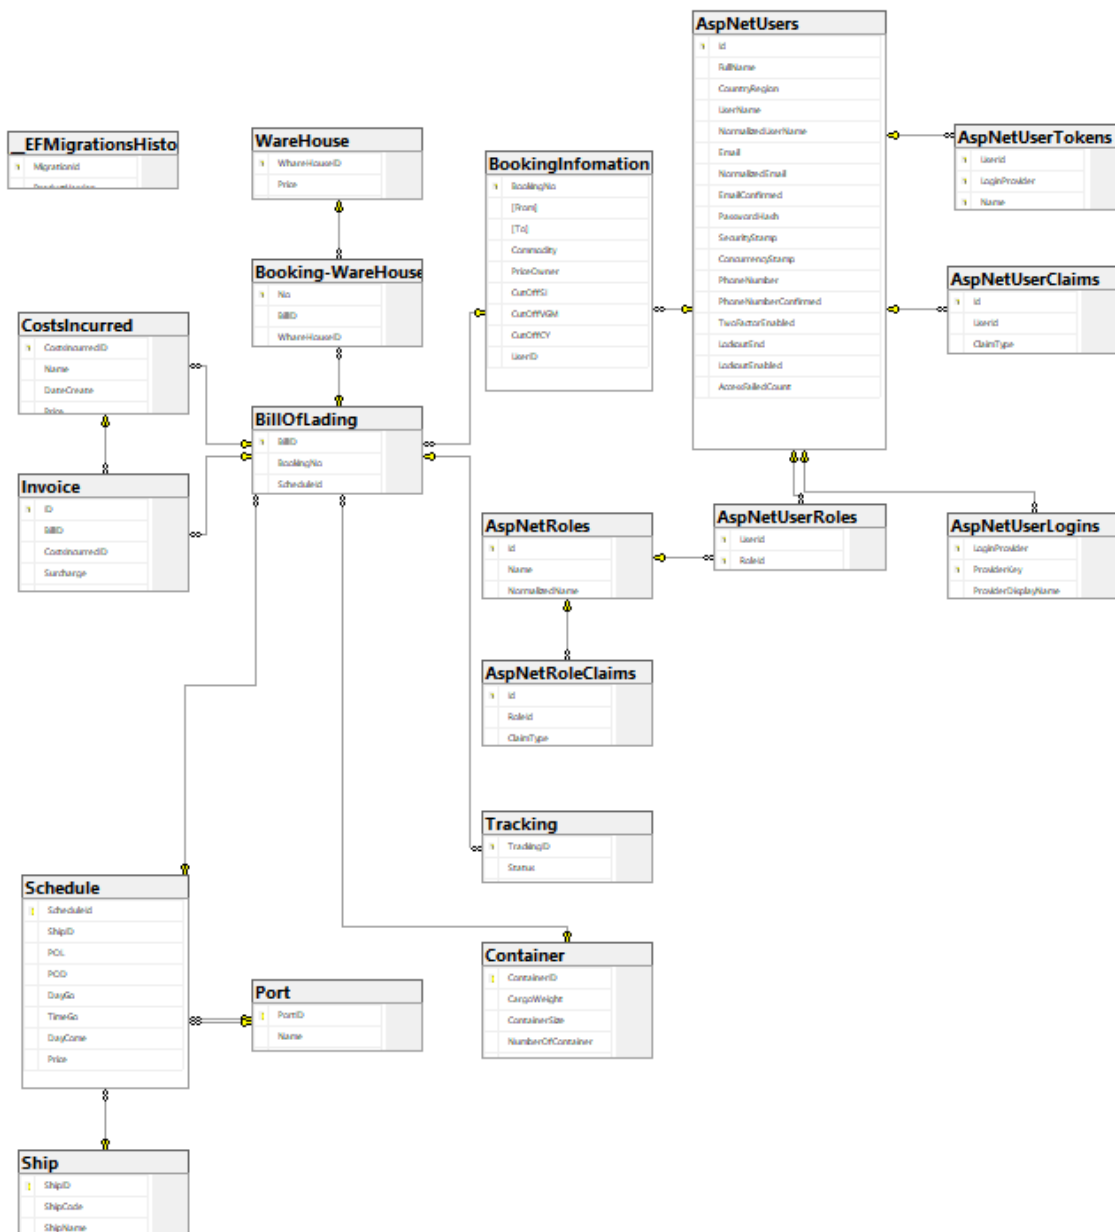 __EFMigrationsHisto
MigrationId
WareHouse
WhareHouseID
Price
Booking-WareHouse
No
BillID
WhareHouseID
CostsIncurred
CostsIncurredID
Name
DateCreate
Price
Invoice
ID
BillID
CostsIncurredID
Surcharge
BillOfLading
BillID
BookingNo
ScheduleId
BookingInfomation
BookingNo
[From]
[To]
Commodity
PriceOwner
CutOffSI
CutOffVGM
CutOffCY
UserID
AspNetUsers
Id
FullName
CountryRegion
UserName
NormalizedUserName
Email
NormalizedEmail
EmailConfirmed
PasswordHash
SecurityStamp
ConcurrencyStamp
PhoneNumber
PhoneNumberConfirmed
TwoFactorEnabled
LockoutEnd
LockoutEnabled
AccessFailedCount
AspNetUserTokens
UserId
LoginProvider
Name
AspNetUserClaims
Id
UserId
ClaimType
AspNetRoles
Id
Name
NormalizedName
AspNetUserRoles
UserId
RoleId
AspNetUserLogins
LoginProvider
ProviderKey
ProviderDisplayName
AspNetRoleClaims
Id
RoleId
ClaimType
Tracking
TrackingID
Status
Schedule
ScheduleId
ShipID
POL
POD
DayGo
TimeGo
DayCome
Price
Port
PortID
Name
Container
ContainerID
CargoWeight
ContainerSize
NumberOfContainer
Ship
ShipID
ShipCode
ShipName